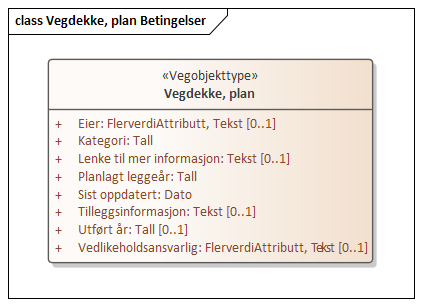 class Vegdekke, plan Betingelser
«Vegobjekttype»
Vegdekke, plan
+ Eier: FlerverdiAttributt, Tekst [0..1]
+ Kategori: Tall
+ Lenke til mer informasjon: Tekst [0..1]
+ Planlagt leggeår: Tall
+ Sist oppdatert: Dato
+ Tilleggsinformasjon: Tekst [0..1]
+ Utført år: Tall [0..1]
+ Vedlikeholdsansvarlig: FlerverdiAttributt, Tekst [0..1]